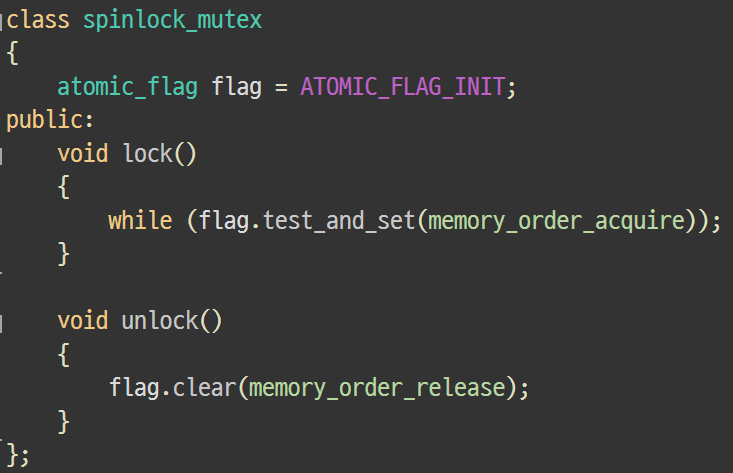 class spinlock_mutex
{
    atomic_flag flag = ATOMIC_FLAG_INIT;
public:
    void lock()
    {
        while (flag.test_and_set(memory_order_acquire));
    }

    void unlock()
    {
        flag.clear(memory_order_release);
    }
};